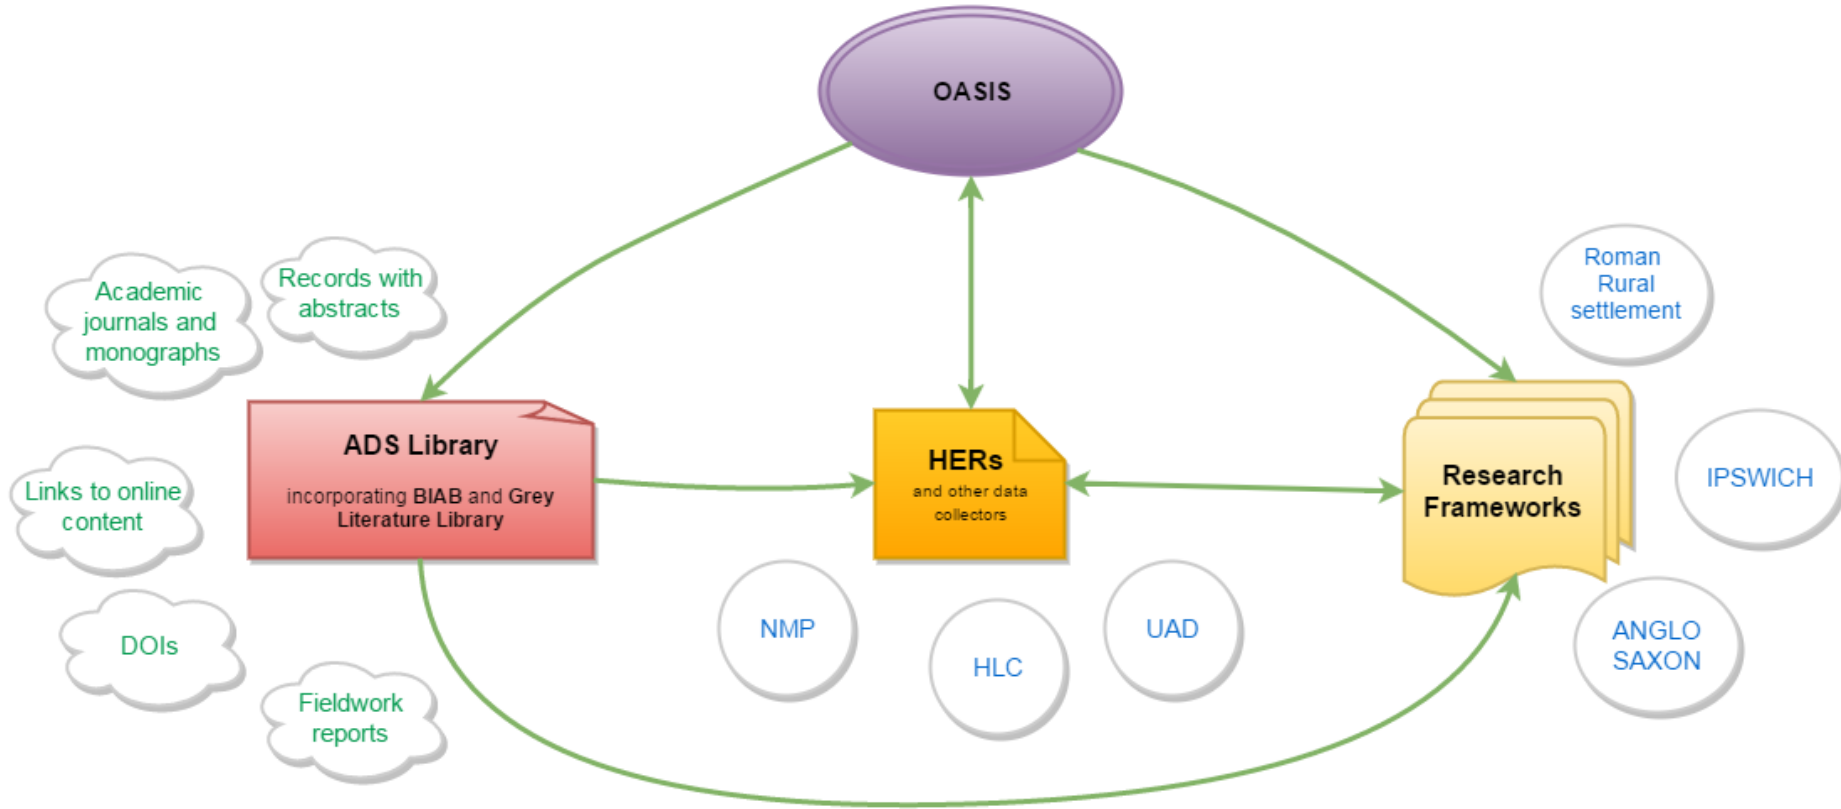 OASIS
Academic
journals and
monographs
Records with
abstracts
Roman
Rural
settlement
ADS Library
incorporating BIAB and Grey
Literature Library
HERs
and other data
collectors
Research
Frameworks
Links to online
content
IPSWICH
DOIs
Fieldwork
reports
NMP
HLC
UAD
ANGLO
SAXON